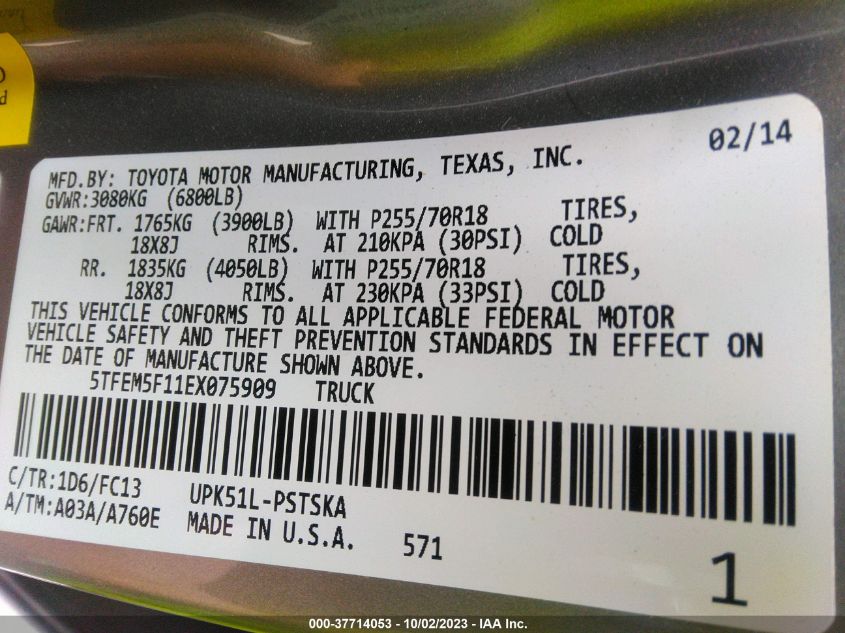 02/14
MFD.BY: TOYOTA MOTOR MANUFACTURING, TEXAS, INC.
GVWR:3080KG (6800LB)
GAWR:FRT. 1765KG (3900LB) WITH P255/70R18 TIRES,
18X8J RIMS. AT 210KPA (30PSI) COLD
RR. 1835KG (4050LB) WITH P255/70R18 TIRES,
18X8J RIMS. AT 230KPA (33PSI) COLD
THIS VEHICLE CONFORMS TO ALL APPLICABLE FEDERAL MOTOR
VEHICLE SAFETY AND THEFT PREVENTION STANDARDS IN EFFECT ON
THE DATE OF MANUFACTURE SHOWN ABOVE.
5TFEM5F11EX075909 TRUCK
C/TR:1D6/FC13 UPK51L-PSTSKA
A/TM:A03A/A760E MADE IN U.S.A. 571
1
000-37714053 - 10/02/2023 - IAA Inc.